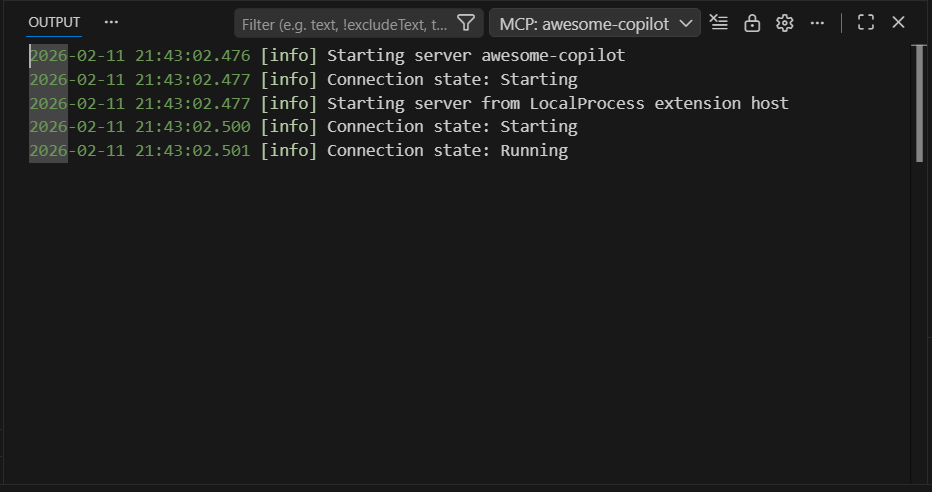 OUTPUT
Filter (e.g. text, !excludeText, t...
MCP: awesome-copilot
2026-02-11 21:43:02.476 [info] Starting server awesome-copilot
2026-02-11 21:43:02.477 [info] Connection state: Starting
2026-02-11 21:43:02.477 [info] Starting server from LocalProcess extension host
2026-02-11 21:43:02.500 [info] Connection state: Starting
2026-02-11 21:43:02.501 [info] Connection state: Running